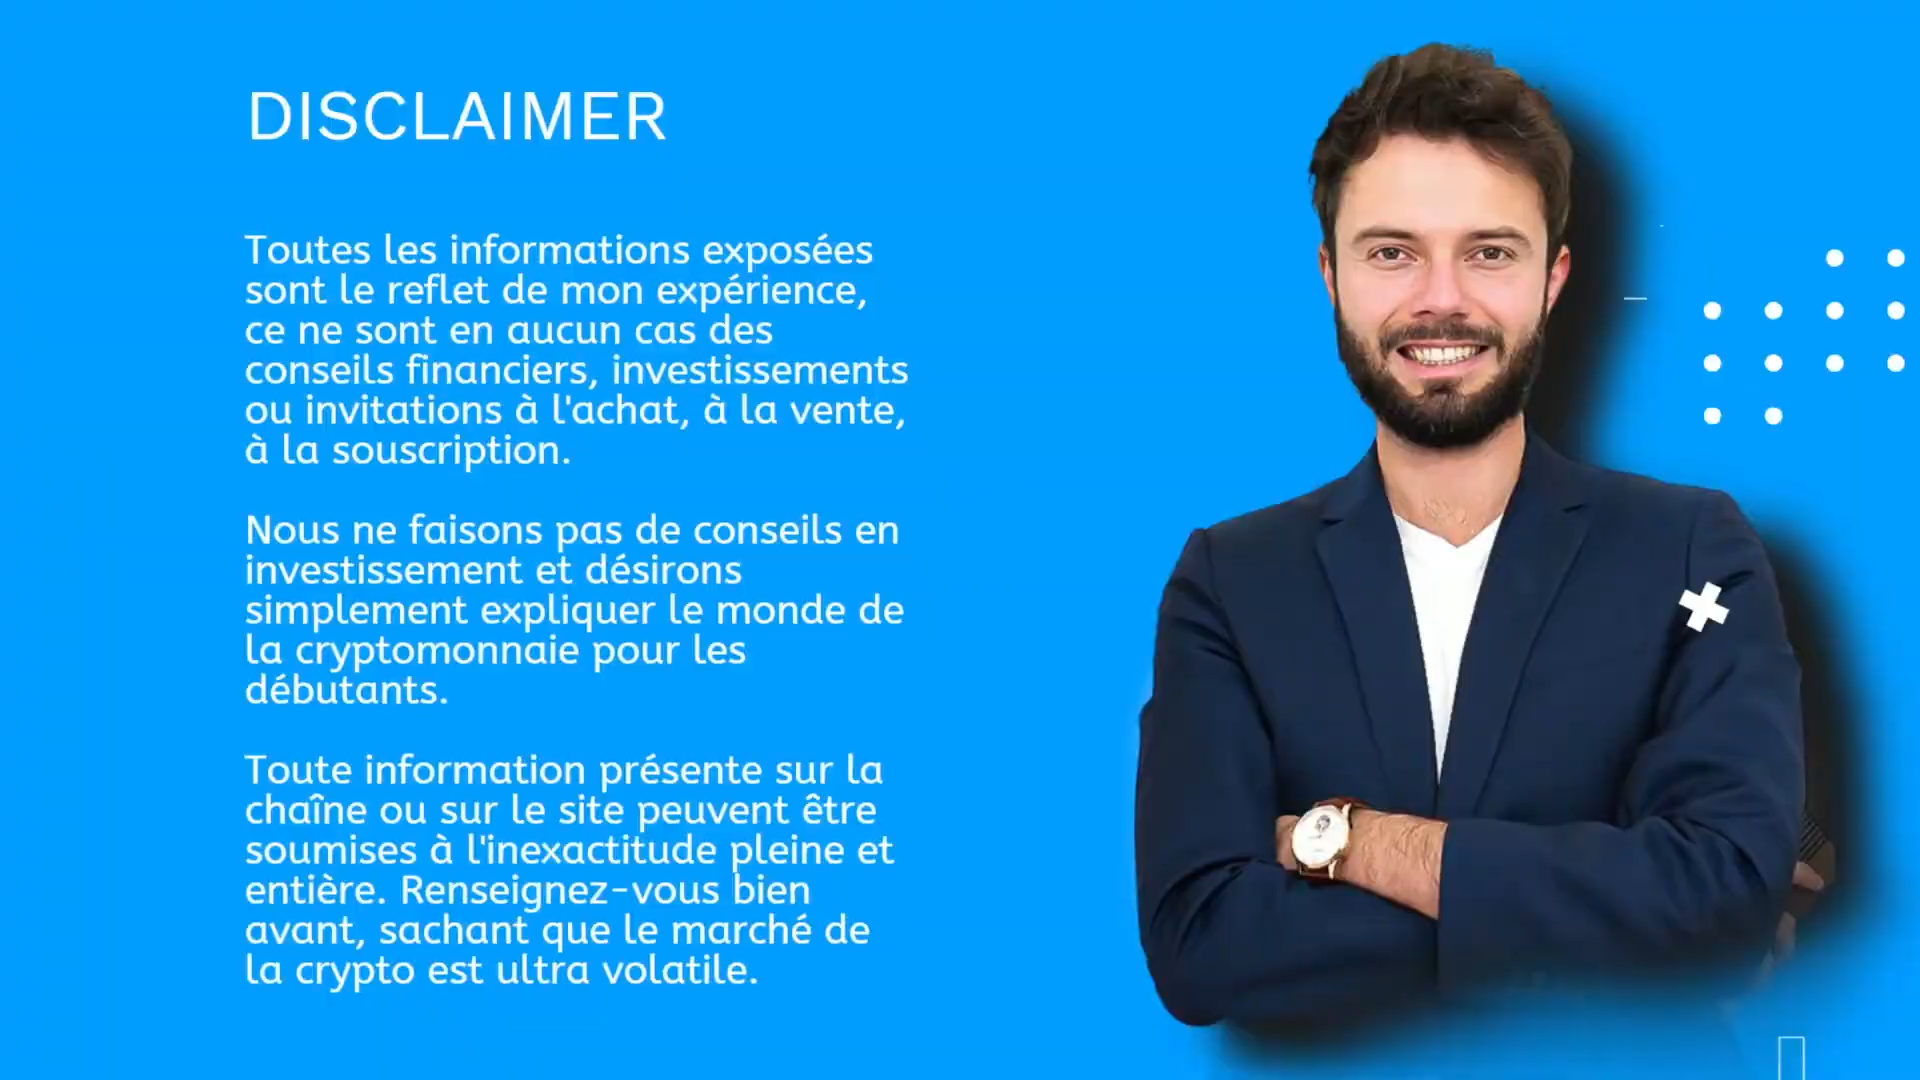 DISCLAIMER
Toutes les informations exposées
sont le reflet de mon expérience,
ce ne sont en aucun cas des
conseils financiers, investissements
ou invitations à l'achat, à la vente,
à la souscription.
Nous ne faisons pas de conseils en
investissement et désirons
simplement expliquer le monde de
la cryptomonnaie pour les
débutants.
Toute information présente sur la
chaîne ou sur le site peuvent être
soumises à l'inexactitude pleine et
entière. Renseignez-vous bien
avant, sachant que le marché de
la crypto est ultra volatile.